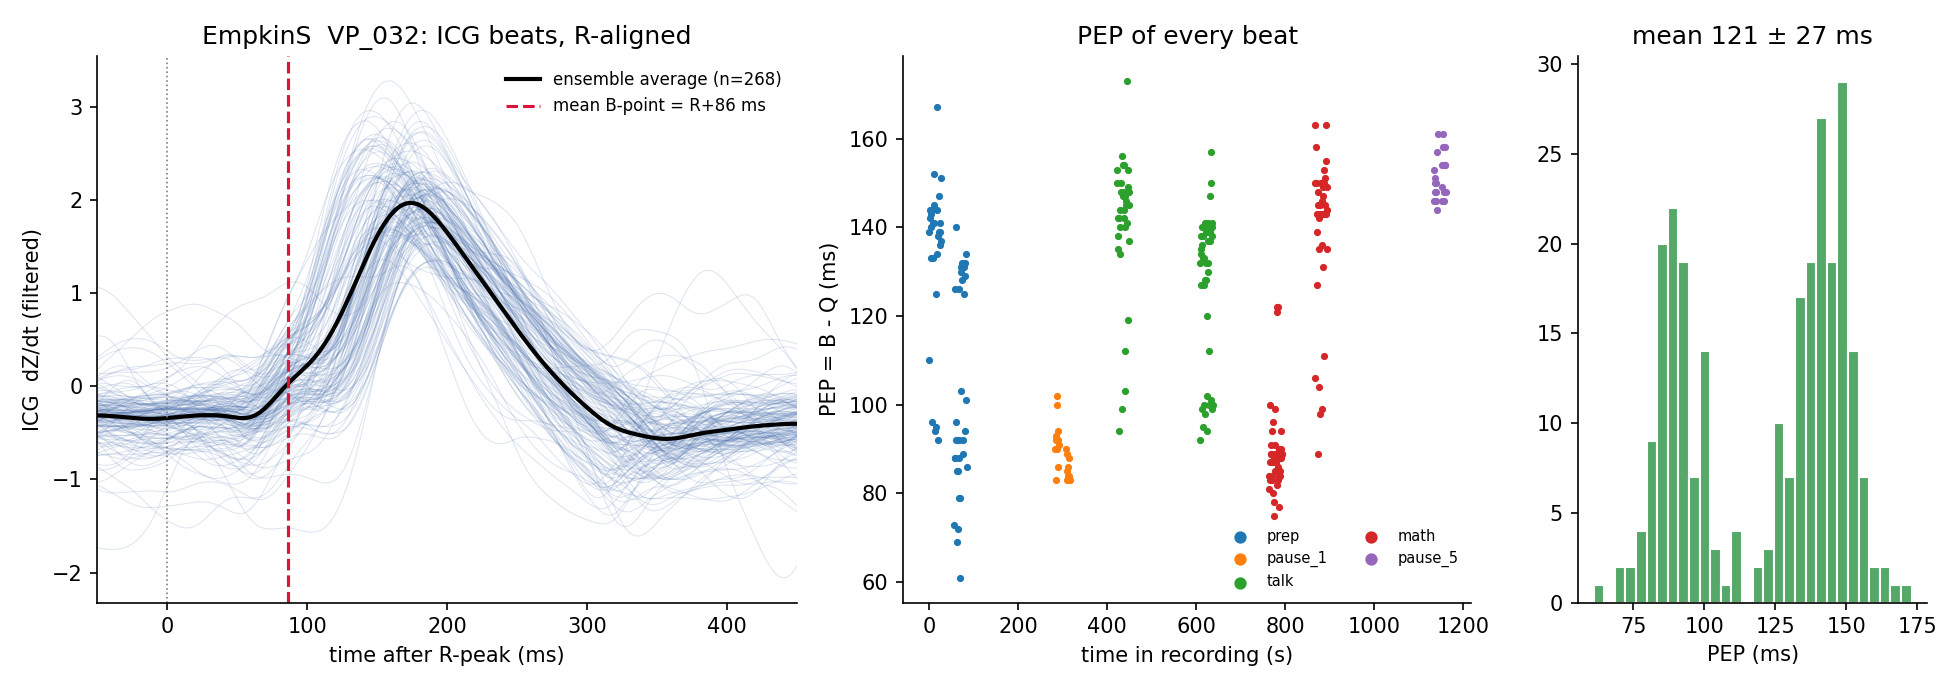 EmpkinS  VP_032: ICG beats, R-aligned
ensemble average (n=268)
mean B-point = R+86 ms
ICG  dZ/dt (filtered)
3
2
1
0
−1
−2
0
100
200
300
400
time after R-peak (ms)
PEP of every beat
PEP = B - Q (ms)
160
140
120
100
80
60
prep
pause_1
talk
math
pause_5
0
200
400
600
800
1000
1200
time in recording (s)
mean 121 ± 27 ms
30
25
20
15
10
5
0
75
100
125
150
175
PEP (ms)